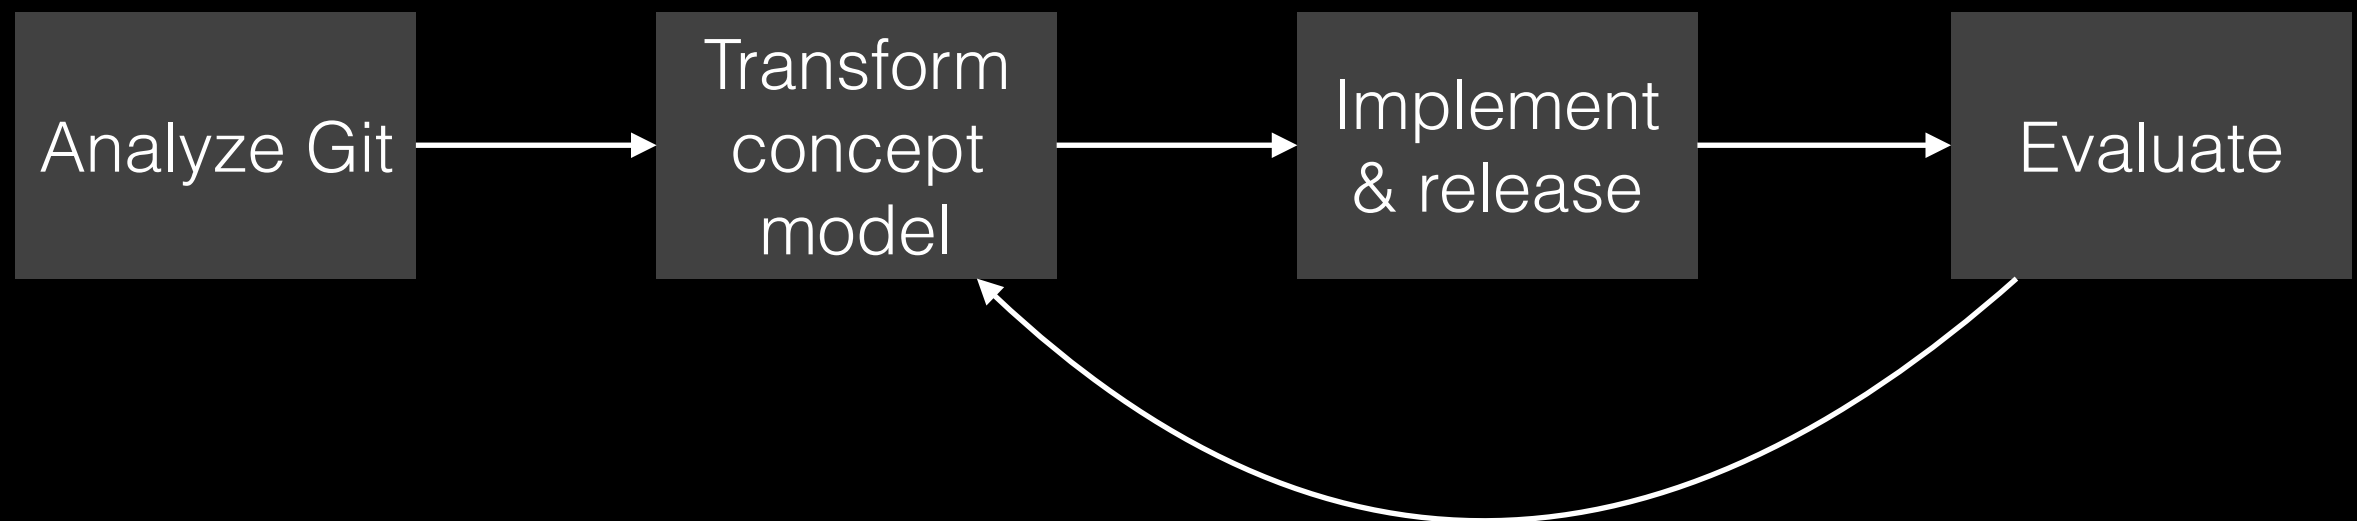 Analyze Git
Transform
concept
model
Implement
& release
Evaluate